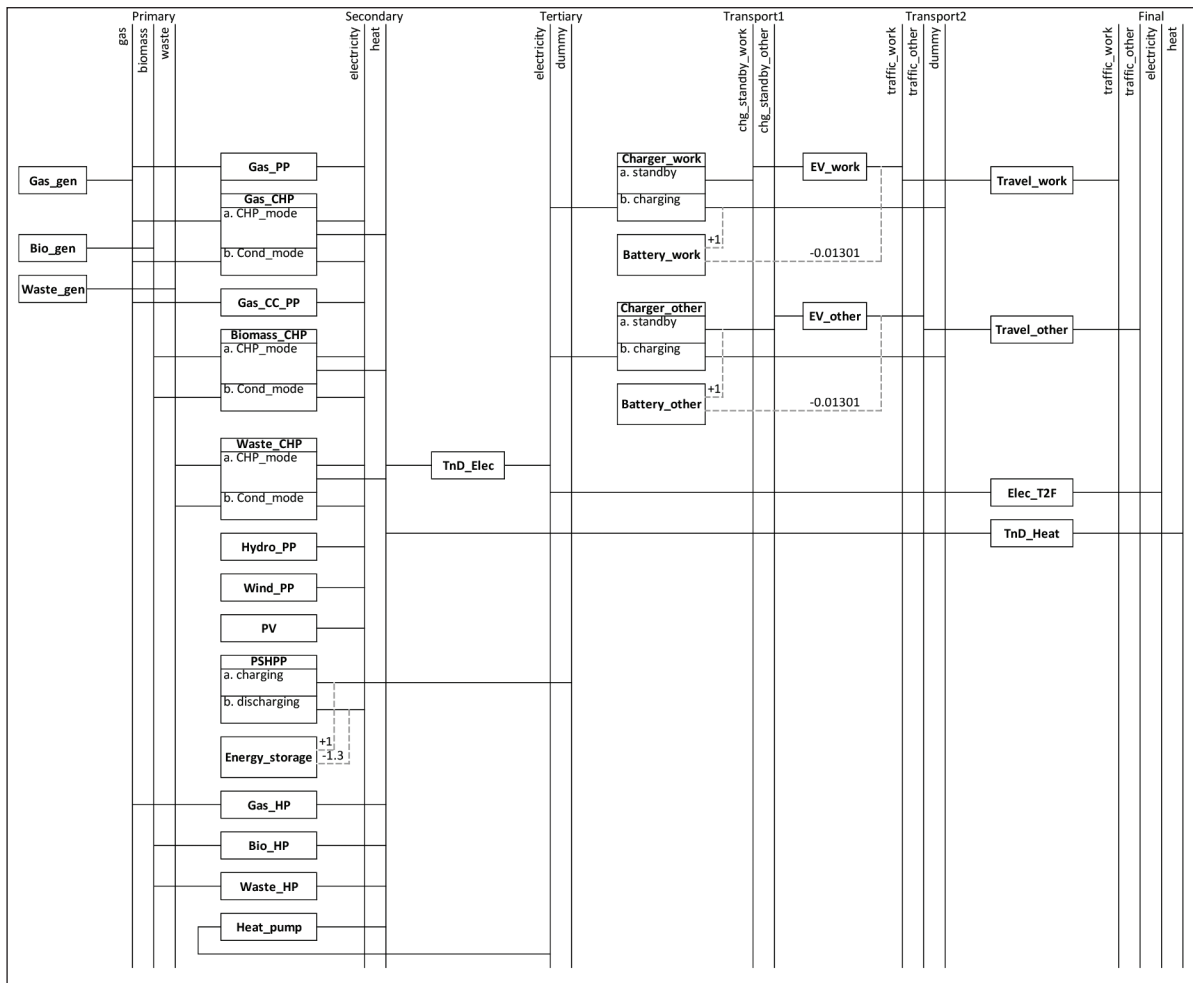 Primary
Secondary
Tertiary
Transport1
Transport2
Final
gas
biomass
waste
electricity
heat
electricity
dummy
chg_standby_work
chg_standby_other
traffic_work
traffic_other
dummy
traffic_work
traffic_other
electricity
heat
Gas_gen
Bio_gen
Waste_gen
Gas_PP
Gas_CHP
a. CHP_mode
b. Cond_mode
Gas_CC_PP
Biomass_CHP
a. CHP_mode
b. Cond_mode
Waste_CHP
a. CHP_mode
b. Cond_mode
Hydro_PP
Wind_PP
PV
PSHPP
a. charging
b. discharging
Energy_storage
+1
-1.3
Gas_HP
Bio_HP
Waste_HP
Heat_pump
TnD_Elec
Charger_work
a. standby
b. charging
Battery_work
+1
-0.01301
EV_work
Travel_work
Charger_other
a. standby
b. charging
Battery_other
+1
-0.01301
EV_other
Travel_other
Elec_T2F
TnD_Heat